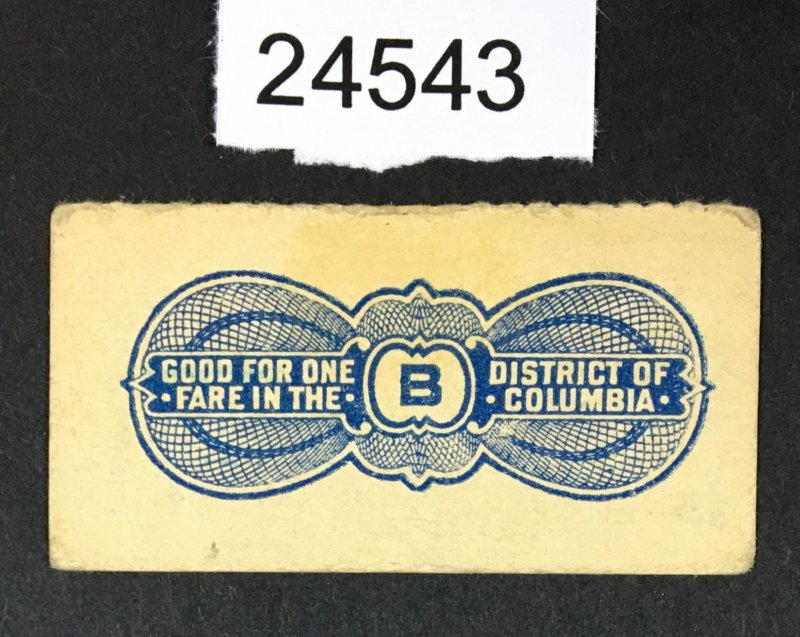 24543
GOOD FOR ONE
·FARE IN THE·
B
DISTRICT OF
·COLUMBIA·